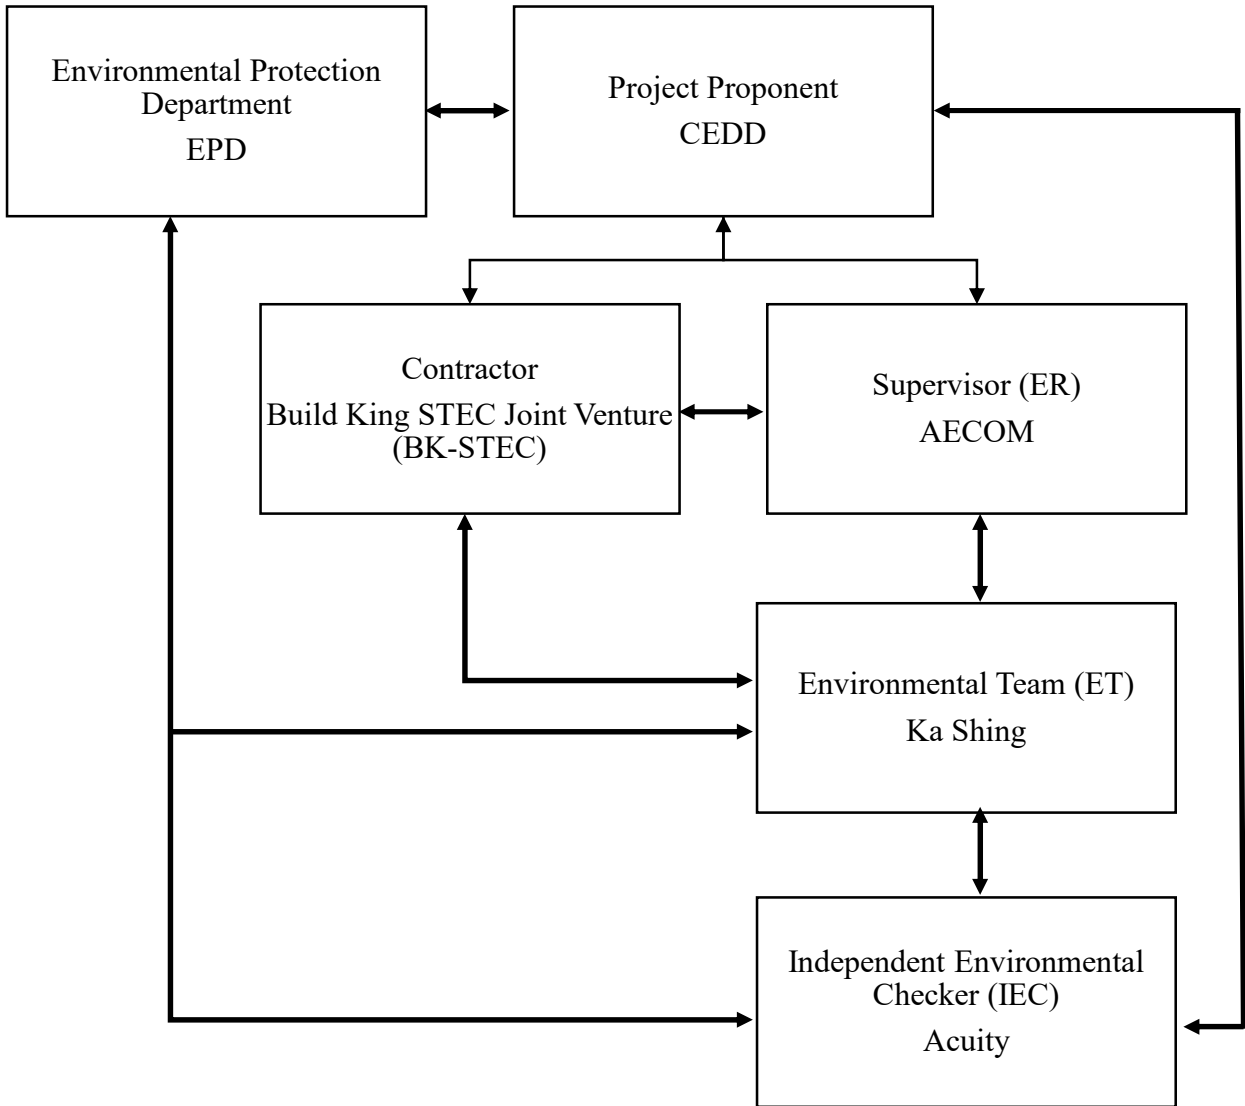 Environmental Protection
Department
EPD
Project Proponent
CEDD
Contractor
Build King STEC Joint Venture
(BK-STEC)
Supervisor (ER)
AECOM
Environmental Team (ET)
Ka Shing
Independent Environmental
Checker (IEC)
Acuity